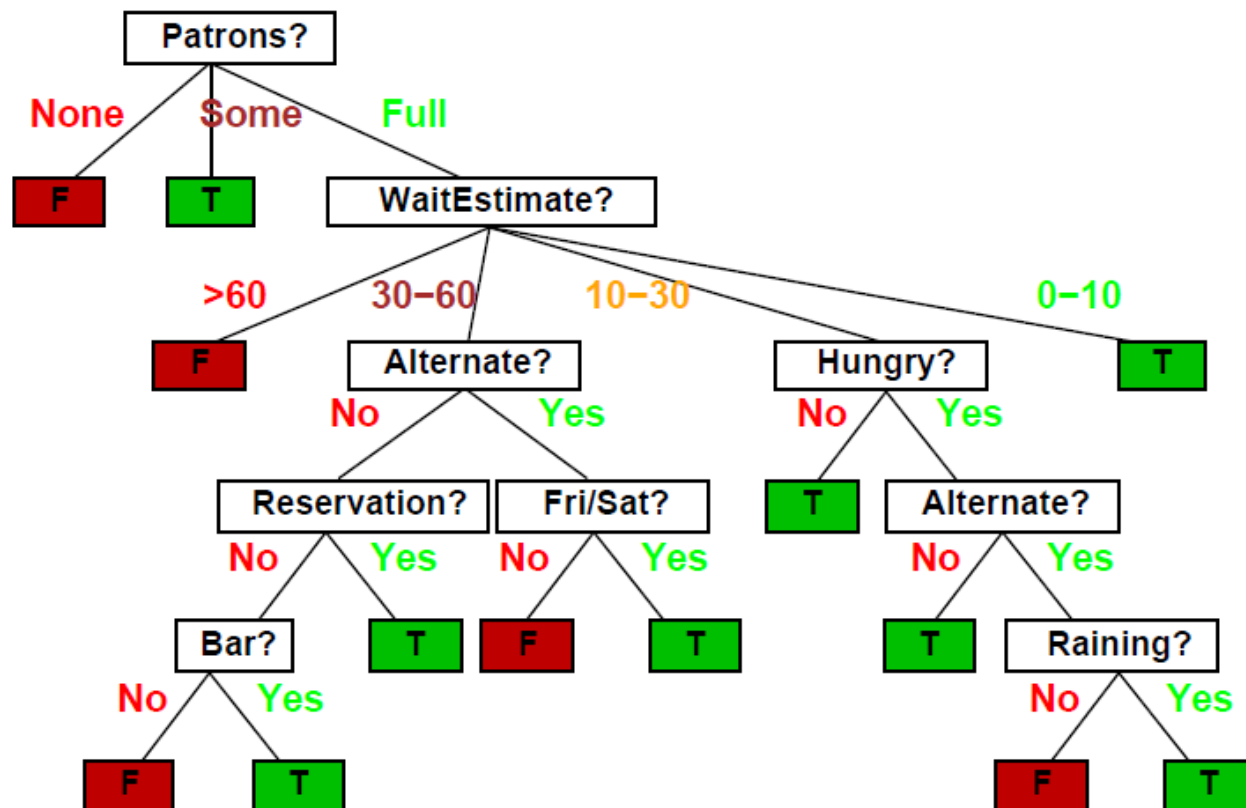 Patrons?
None Some Full
F T WaitEstimate?
>60 30−60 10−30 0−10
F Alternate? Hungry? T
No Yes No Yes
Reservation? Fri/Sat? T Alternate?
No Yes No Yes No Yes
Bar? T F T T Raining?
No Yes No Yes
F T F T